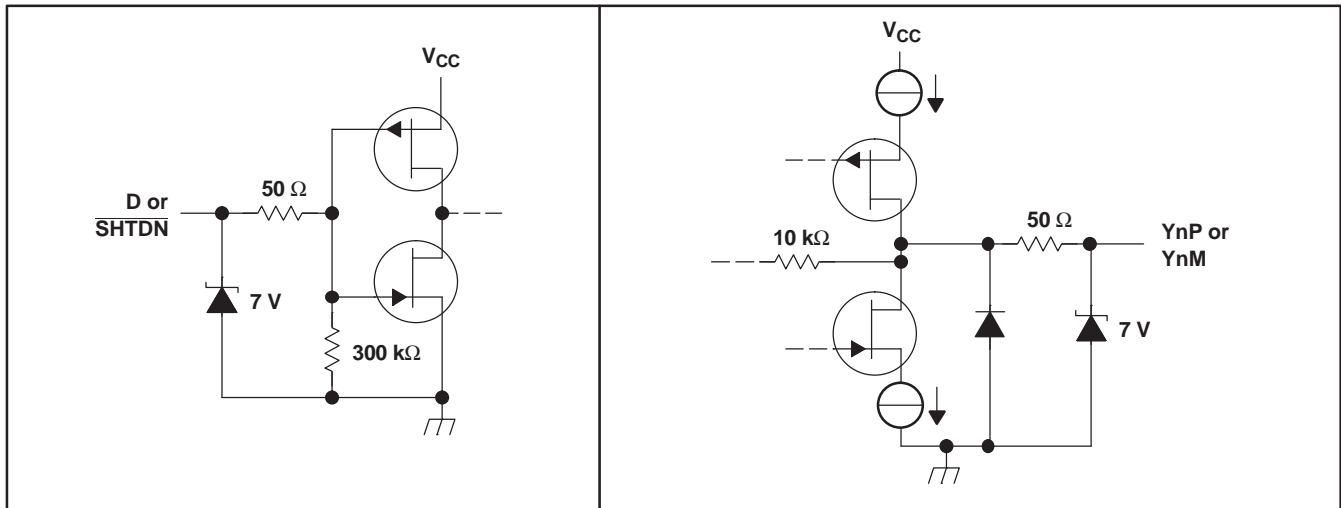 VCC
50 Ω
D or
SHTDN
7 V
300 kΩ
VCC
50 Ω
YnP or
YnM
10 kΩ
7 V